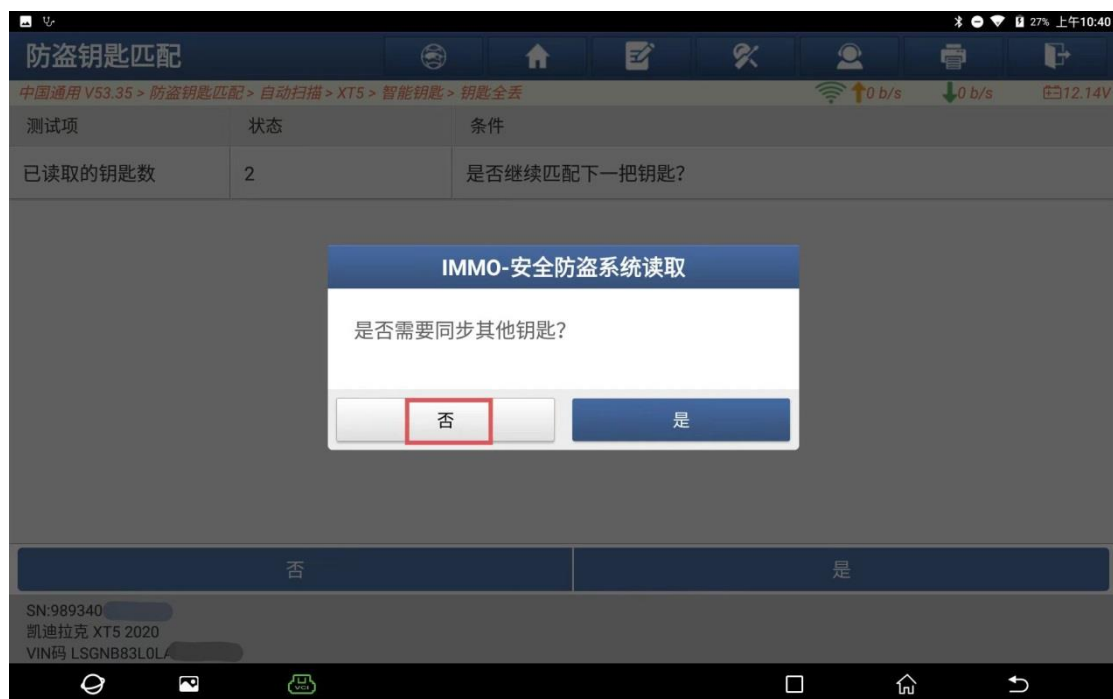 27% 上午10:40
防盗钥匙匹配
中国通用 V53.35 > 防盗钥匙匹配 > 自动扫描 > XT5 > 智能钥匙 > 钥匙全丢 0 b/s 0 b/s 12.14V
测试项 状态 条件
已读取的钥匙数 2 是否继续匹配下一把钥匙?
IMMO-安全防盗系统读取
是否需要同步其他钥匙?
否 是
否 是
SN:989340
凯迪拉克 XT5 2020
VIN码 LSGNB83L0L
VCI